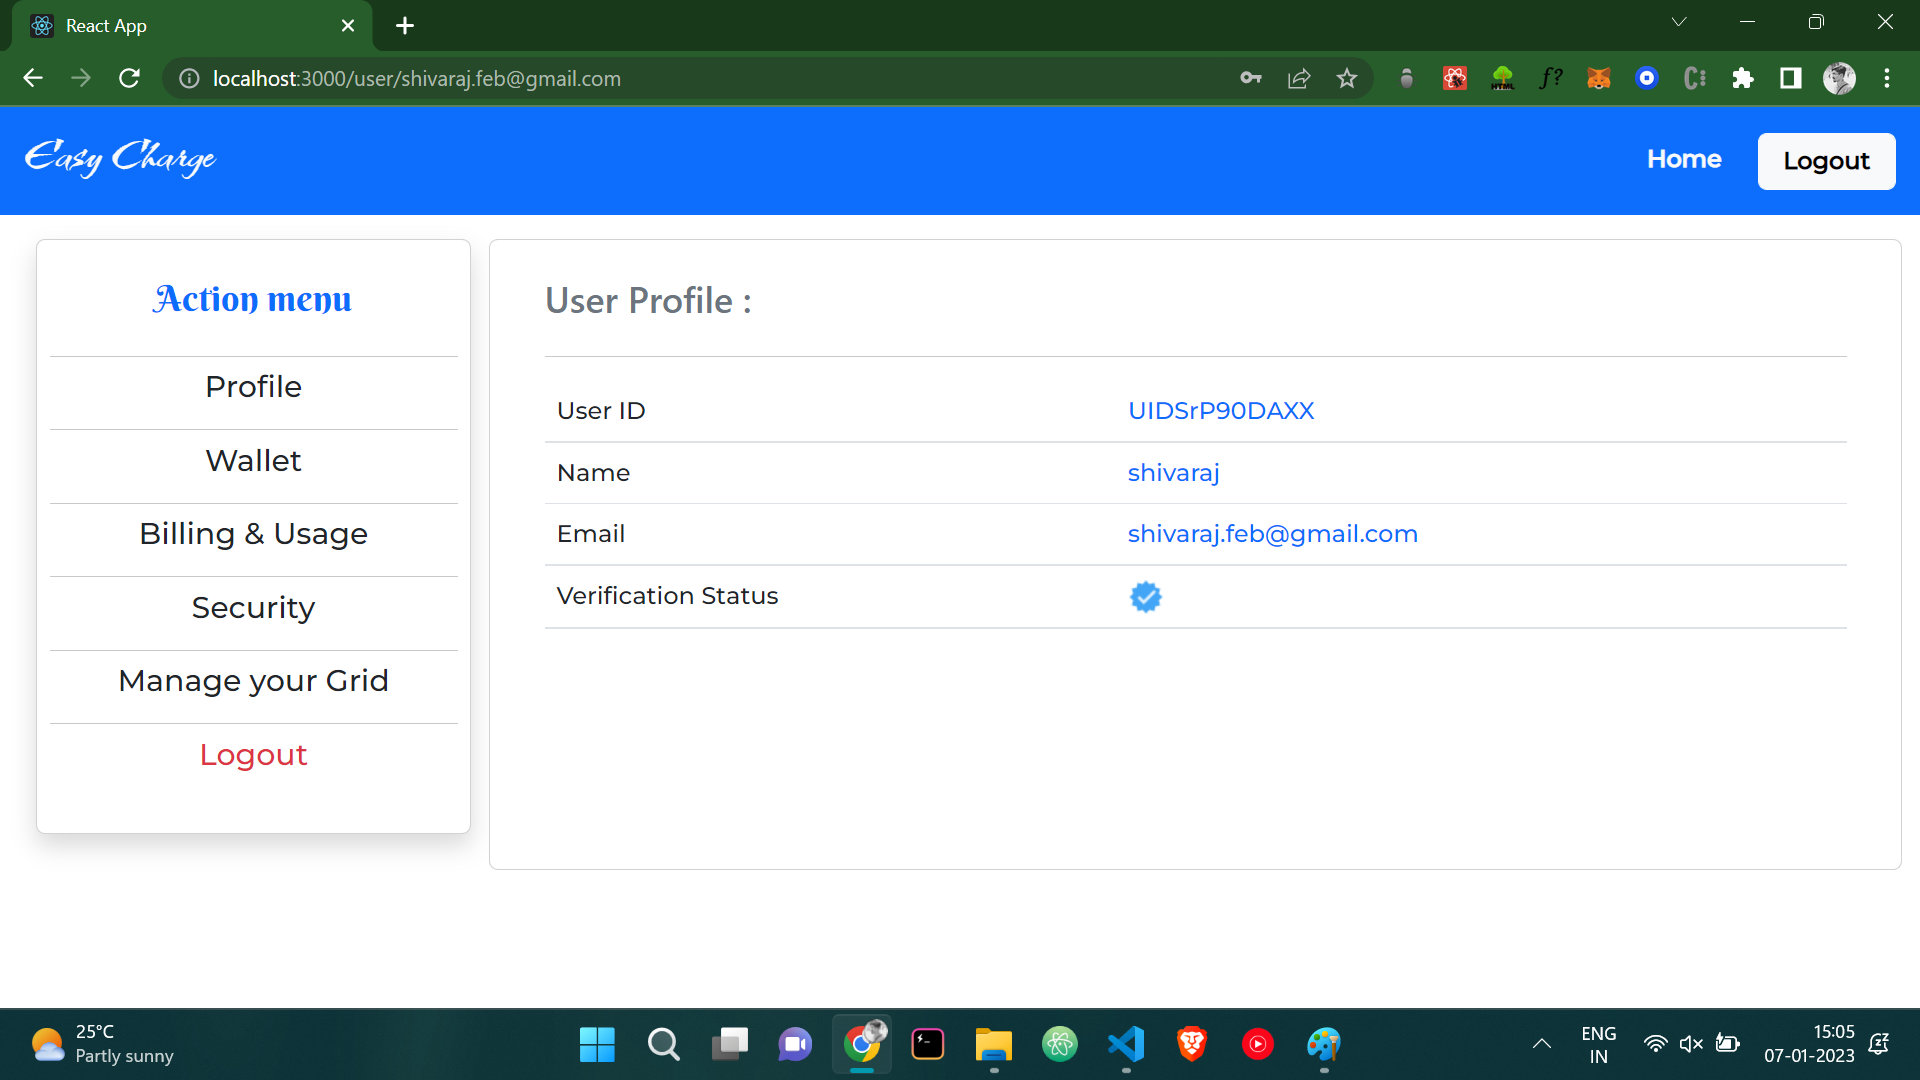 React App
localhost:3000/user/shivaraj.feb@gmail.com
HTML
ƒ?
Easy Charge
Home
Logout
Action menu
Profile
Wallet
Billing & Usage
Security
Manage your Grid
Logout
User Profile :
User ID UIDSrP90DAXX
Name shivaraj
Email shivaraj.feb@gmail.com
Verification Status
25°C
Partly sunny
ENG
IN
15:05
07-01-2023